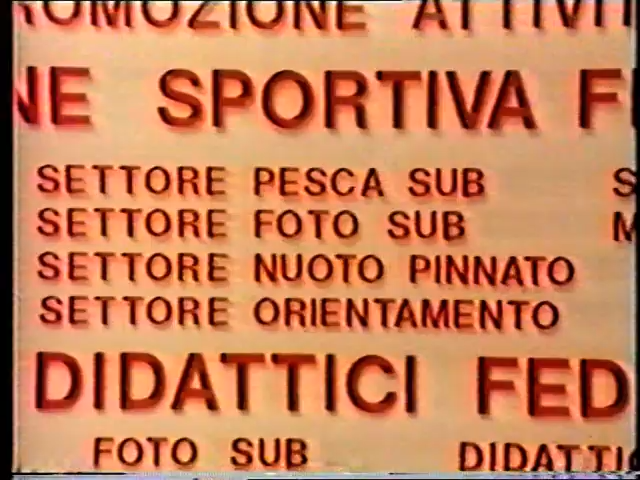 ROMOZIONE ATTIVIT
NE SPORTIVA F
SETTORE PESCA SUB S
SETTORE FOTO SUB M
SETTORE NUOTO PINNATO
SETTORE ORIENTAMENTO
DIDATTICI FED
FOTO SUB DIDATTI